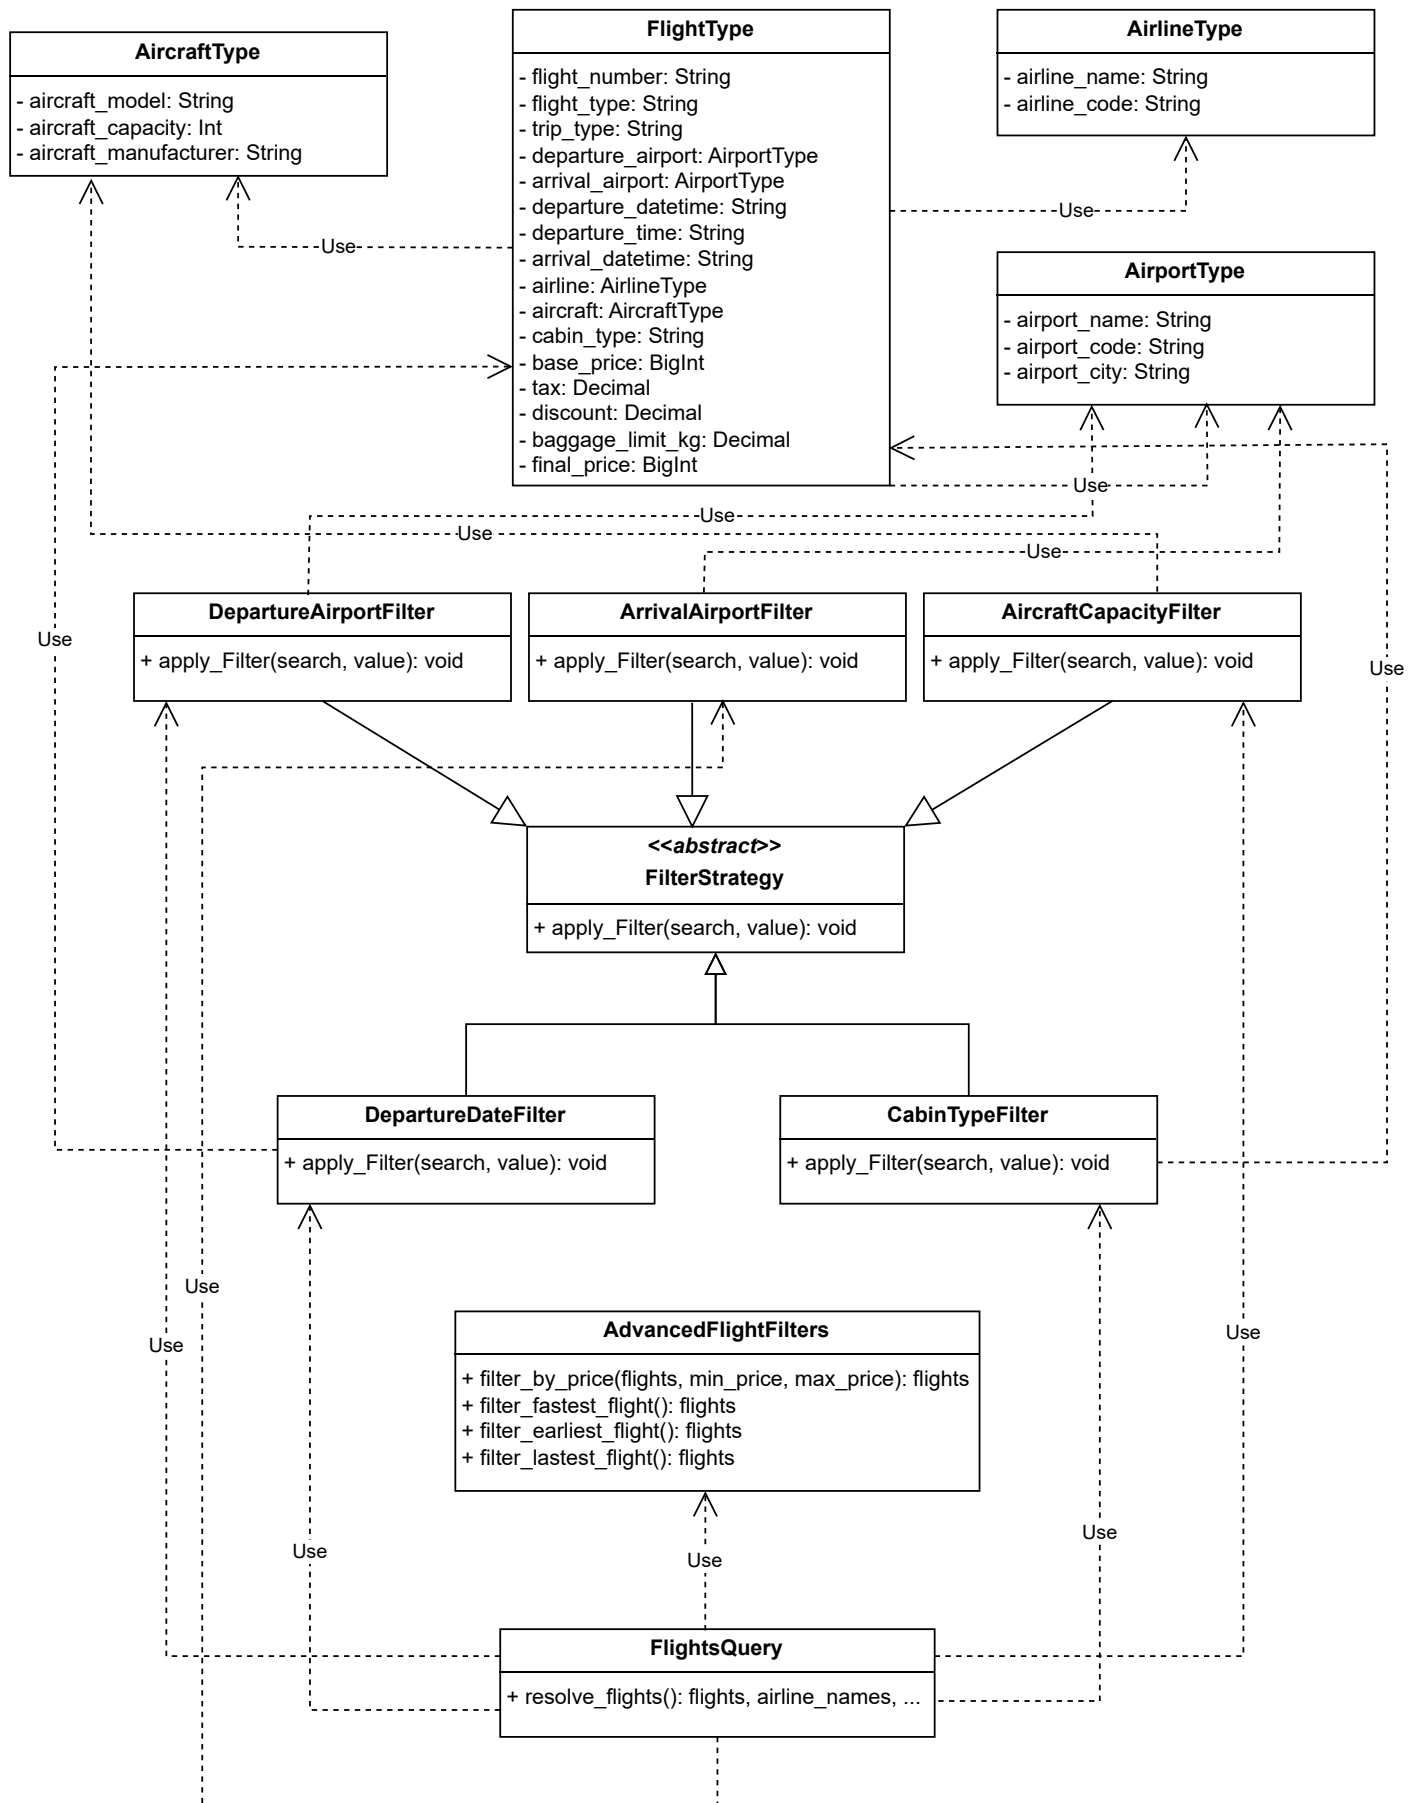 AircraftType
- aircraft_model: String
- aircraft_capacity: Int
- aircraft_manufacturer: String
FlightType
- flight_number: String
- flight_type: String
- trip_type: String
- departure_airport: AirportType
- arrival_airport: AirportType
- departure_datetime: String
- departure_time: String
- arrival_datetime: String
- airline: AirlineType
- aircraft: AircraftType
- cabin_type: String
- base_price: BigInt
- tax: Decimal
- discount: Decimal
- baggage_limit_kg: Decimal
- final_price: BigInt
AirlineType
- airline_name: String
- airline_code: String
Use
Use
AirportType
- airport_name: String
- airport_code: String
- airport_city: String
Use
Use
Use
Use
DepartureAirportFilter
+ apply_Filter(search, value): void
ArrivalAirportFilter
+ apply_Filter(search, value): void
AircraftCapacityFilter
+ apply_Filter(search, value): void
Use
Use
<<abstract>>
FilterStrategy
+ apply_Filter(search, value): void
DepartureDateFilter
+ apply_Filter(search, value): void
CabinTypeFilter
+ apply_Filter(search, value): void
Use
Use
Use
AdvancedFlightFilters
+ filter_by_price(flights, min_price, max_price): flights
+ filter_fastest_flight(): flights
+ filter_earliest_flight(): flights
+ filter_lastest_flight(): flights
Use
Use
Use
FlightsQuery
+ resolve_flights(): flights, airline_names, ...